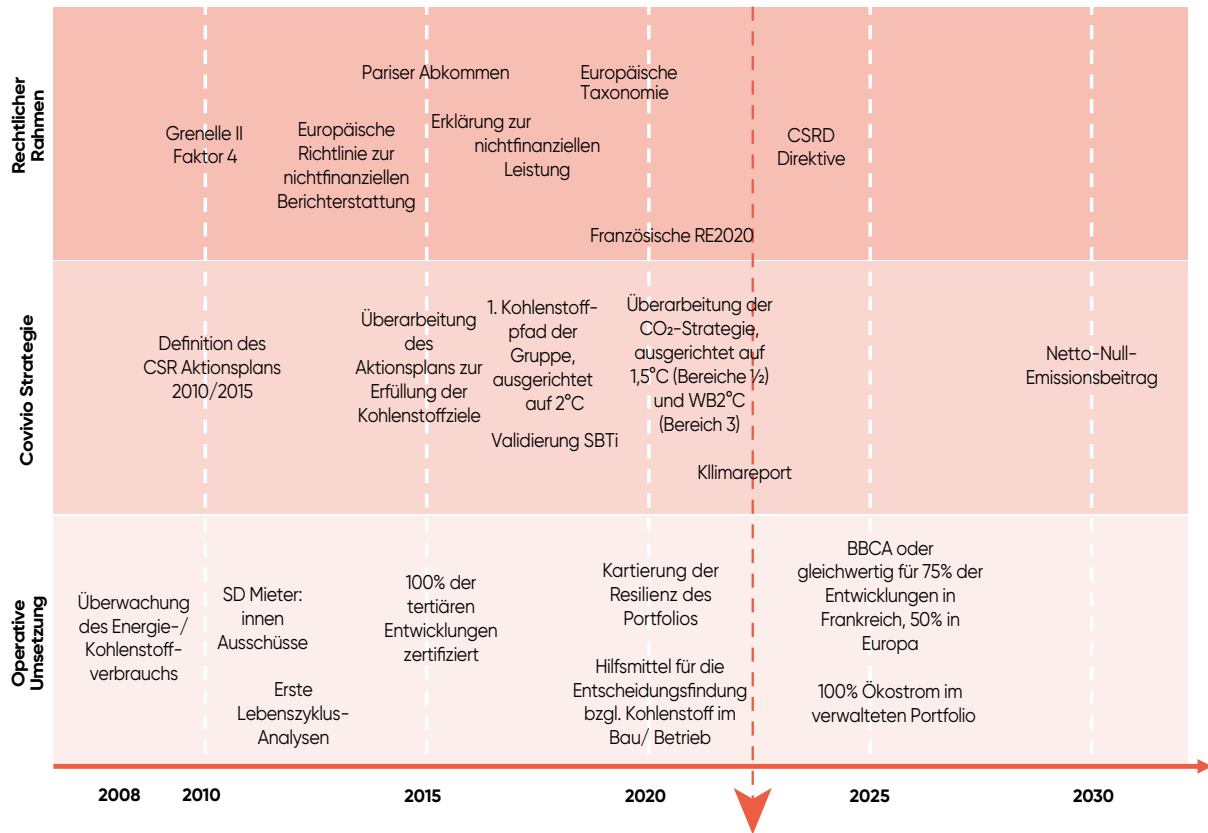 Rechtlicher
Rahmen
Grenelle II
Faktor 4
Europäische
Richtlinie zur
nichtfinanziellen
Berichterstattung
Pariser Abkommen
Erklärung zur
nichtfinanziellen
Leistung
Europäische
Taxonomie
Französische RE2020
CSRD
Direktive
Covivio Strategie
Definition des
CSR Aktionsplans
2010/2015
Überarbeitung
des
Aktionsplans zur
Erfüllung der
Kohlenstoffziele
1. Kohlenstoff-
pfad der
Gruppe,
ausgerichtet
auf 2°C
Validierung SBTi
Überarbeitung der
CO₂-Strategie,
ausgerichtet auf
1,5°C (Bereiche ½)
und WB2°C
(Bereich 3)
Kllimareport
Netto-Null-
Emissionsbeitrag
Operative
Umsetzung
Überwachung
des Energie-/
Kohlenstoff-
verbrauchs
SD Mieter:
innen
Ausschüsse
Erste
Lebenszyklus-
Analysen
100% der
tertiären
Entwicklungen
zertifiziert
Kartierung der
Resilienz des
Portfolios
Hilfsmittel für die
Entscheidungsfindung
bzgl. Kohlenstoff im
Bau/ Betrieb
BBCA oder
gleichwertig für 75% der
Entwicklungen in
Frankreich, 50% in
Europa
100% Ökostrom im
verwalteten Portfolio
2008
2010
2015
2020
2025
2030